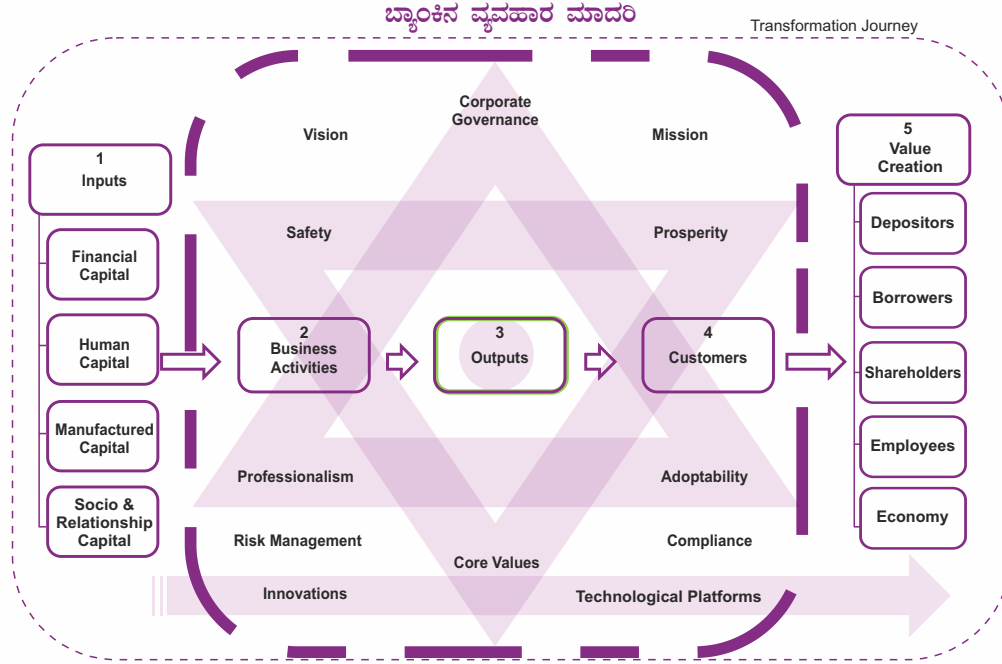 ಬ್ಯಾಂಕಿನ ವ್ಯವಹಾರ ಮಾದರಿ
Transformation Journey
1
Inputs
Financial
Capital
Human
Capital
Manufactured
Capital
Socio &
Relationship
Capital
Vision
Corporate
Governance
Mission
Safety
Prosperity
2
Business
Activities
3
Outputs
4
Customers
Professionalism
Adoptability
Risk Management
Core Values
Compliance
Innovations
Technological Platforms
5
Value
Creation
Depositors
Borrowers
Shareholders
Employees
Economy